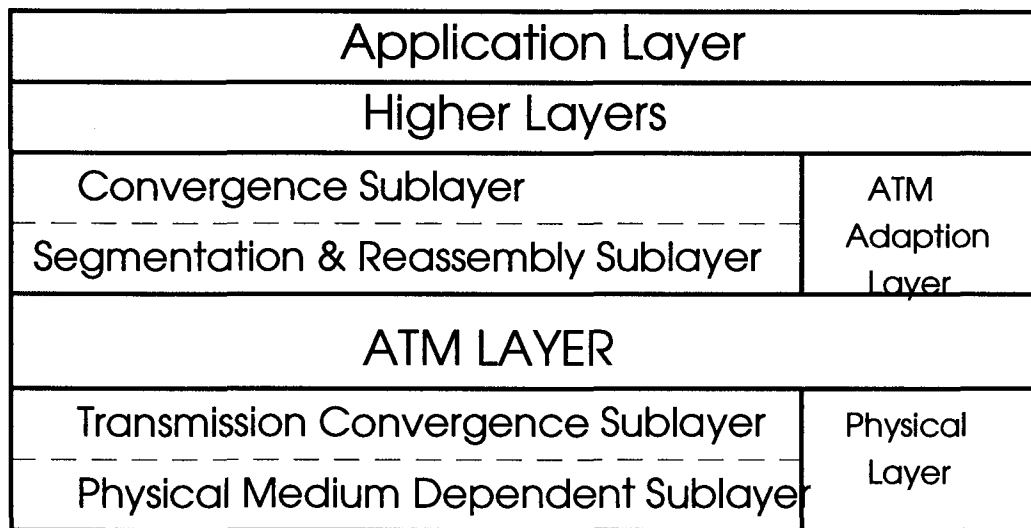 Application Layer
Higher Layers
Convergence Sublayer
Segmentation & Reassembly Sublayer
ATM
Adaption
Layer
ATM LAYER
Transmission Convergence Sublayer
Physical Medium Dependent Sublayer
Physical
Layer